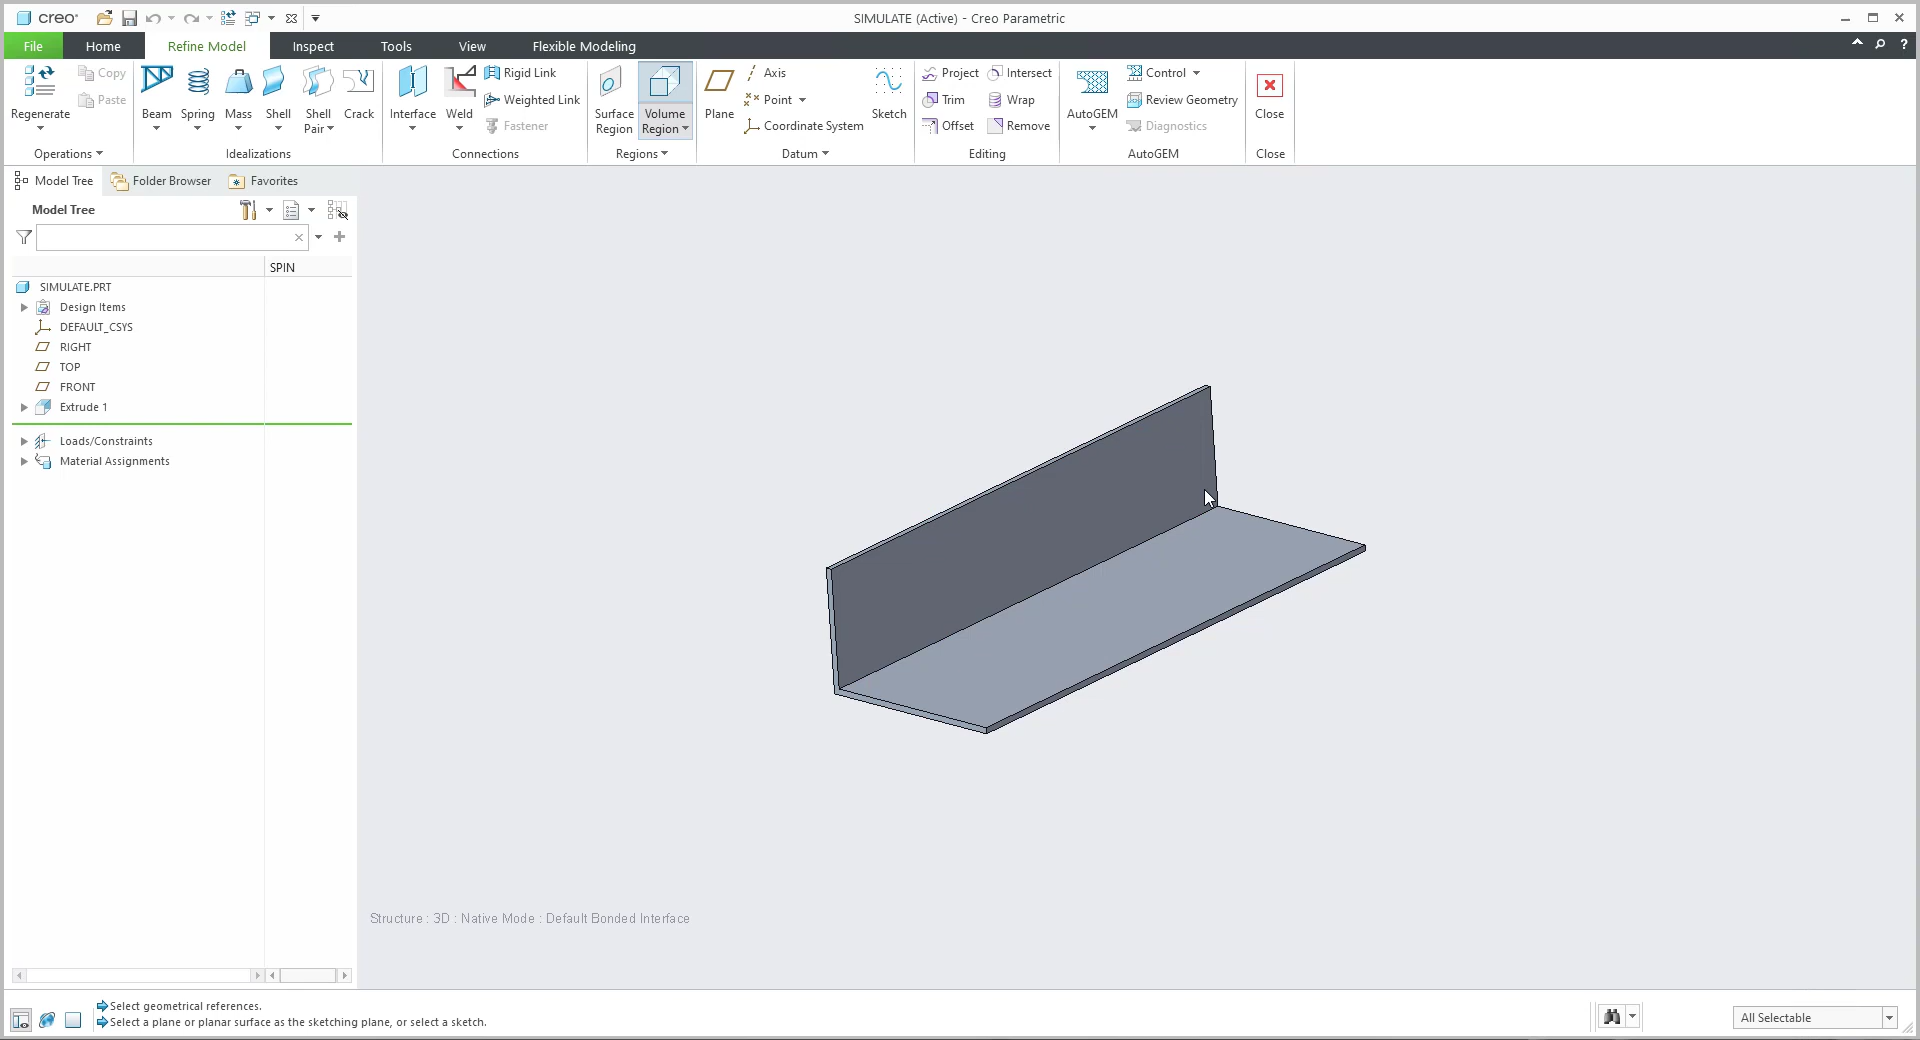 creo
SIMULATE (Active) - Creo Parametric
File
Home
Refine Model
Inspect
Tools
View
Flexible Modeling
Regenerate
Copy
Paste
Operations
Beam
Spring
Mass
Shell
Shell
Pair
Crack
Idealizations
Interface
Weld
Rigid Link
Weighted Link
Fastener
Connections
Surface
Region
Volume
Region
Regions
Plane
Axis
Point
Coordinate System
Sketch
Datum
Project
Intersect
Trim
Wrap
Offset
Remove
Editing
AutoGEM
Control
Review Geometry
Diagnostics
AutoGEM
Close
Close
Model Tree
Folder Browser
Favorites
Model Tree
SPIN
SIMULATE.PRT
Design Items
DEFAULT_CSYS
RIGHT
TOP
FRONT
Extrude 1
Loads/Constraints
Material Assignments
Structure : 3D : Native Mode : Default Bonded Interface
Select geometrical references.
Select a plane or planar surface as the sketching plane, or select a sketch.
All Selectable